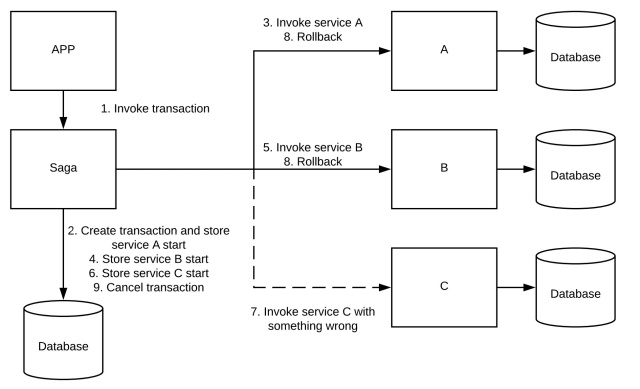 APP
3. Invoke service A
8. Rollback
A
Database
1. Invoke transaction
Saga
5. Invoke service B
8. Rollback
B
Database
2. Create transaction and store
service A start
4. Store service B start
6. Store service C start
9. Cancel transaction
7. Invoke service C with
something wrong
C
Database
Database